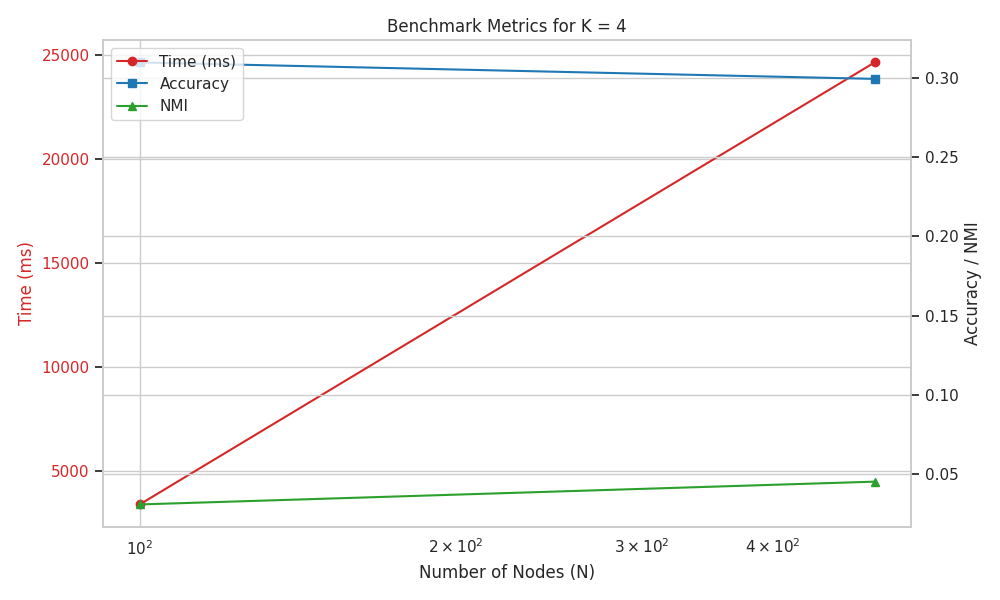 Benchmark Metrics for K = 4
Time (ms)
Accuracy
NMI
25000
20000
15000
10000
5000
Time (ms)
0.30
0.25
0.20
0.15
0.10
0.05
Accuracy / NMI
10²
2 × 10²
3 × 10²
4 × 10²
Number of Nodes (N)